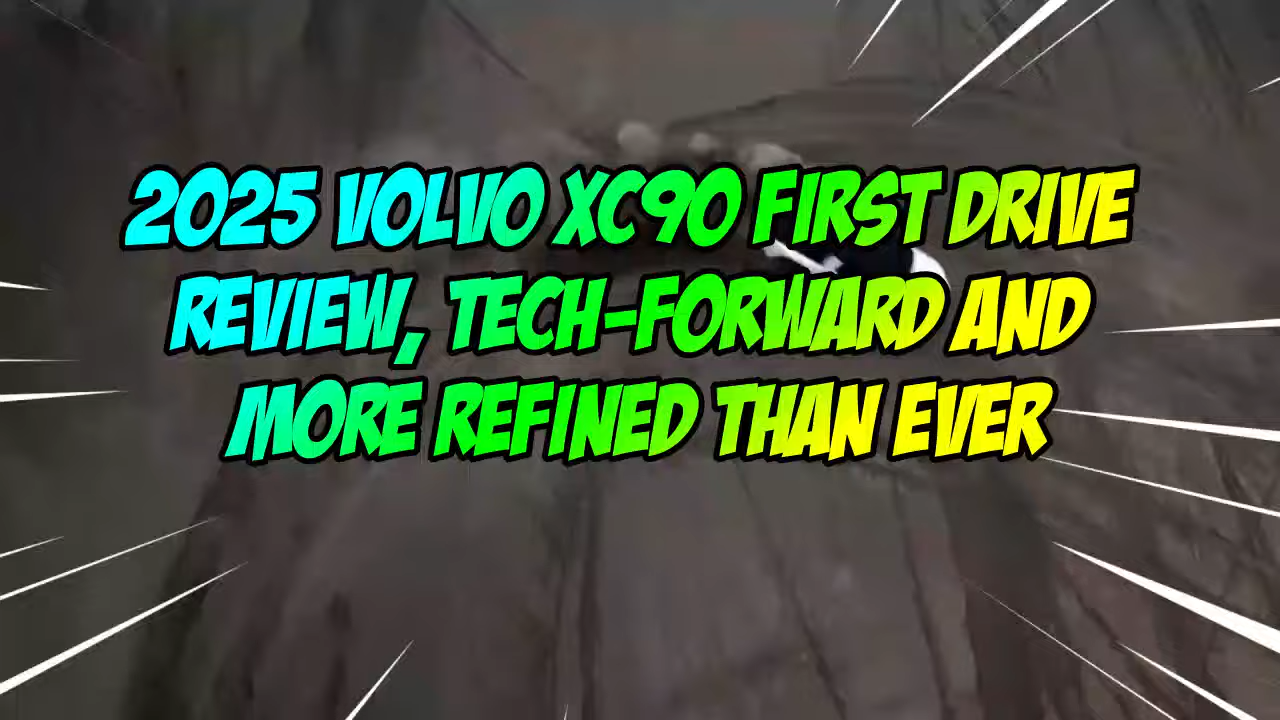 2025 VOLVO XC90 FIRST DRIVE
REVIEW, TECH-FORWARD AND
MORE REFINED THAN EVER